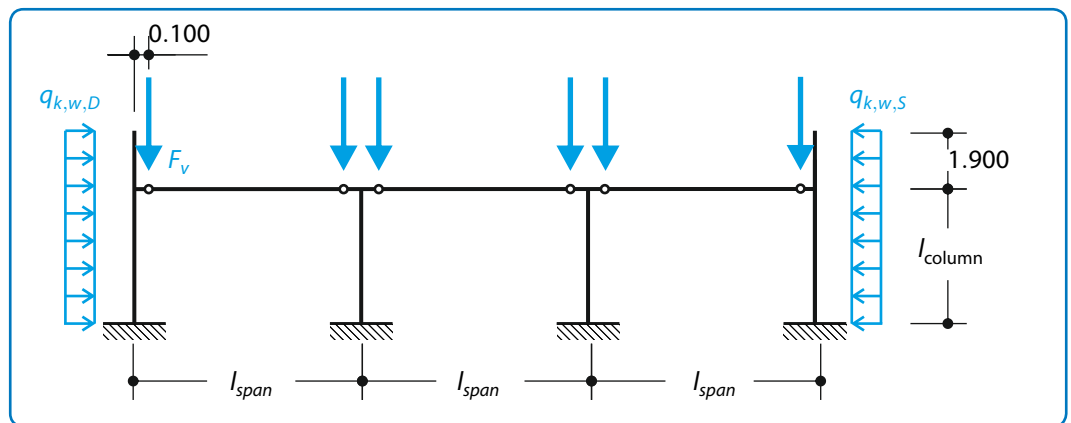 0.100
q_{k,w,D}
q_{k,w,S}
F_v
1.900
l_{column}
l_{span}
l_{span}
l_{span}